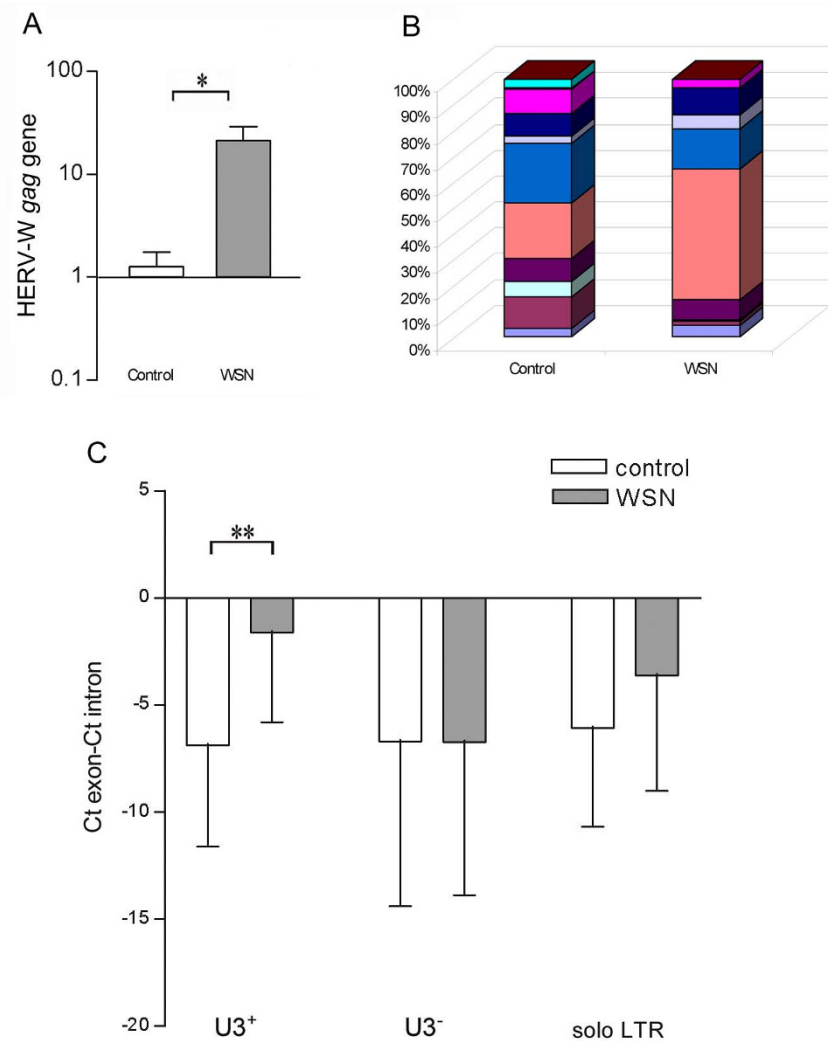 A
HERV-W gag gene
100
10
1
0.1
*
Control
WSN
B
100%
90%
80%
70%
60%
50%
40%
30%
20%
10%
0%
Control
WSN
C
control
WSN
Ct exon-Ct intron
5
0
-5
-10
-15
-20
**
U3⁺
U3⁻
solo LTR